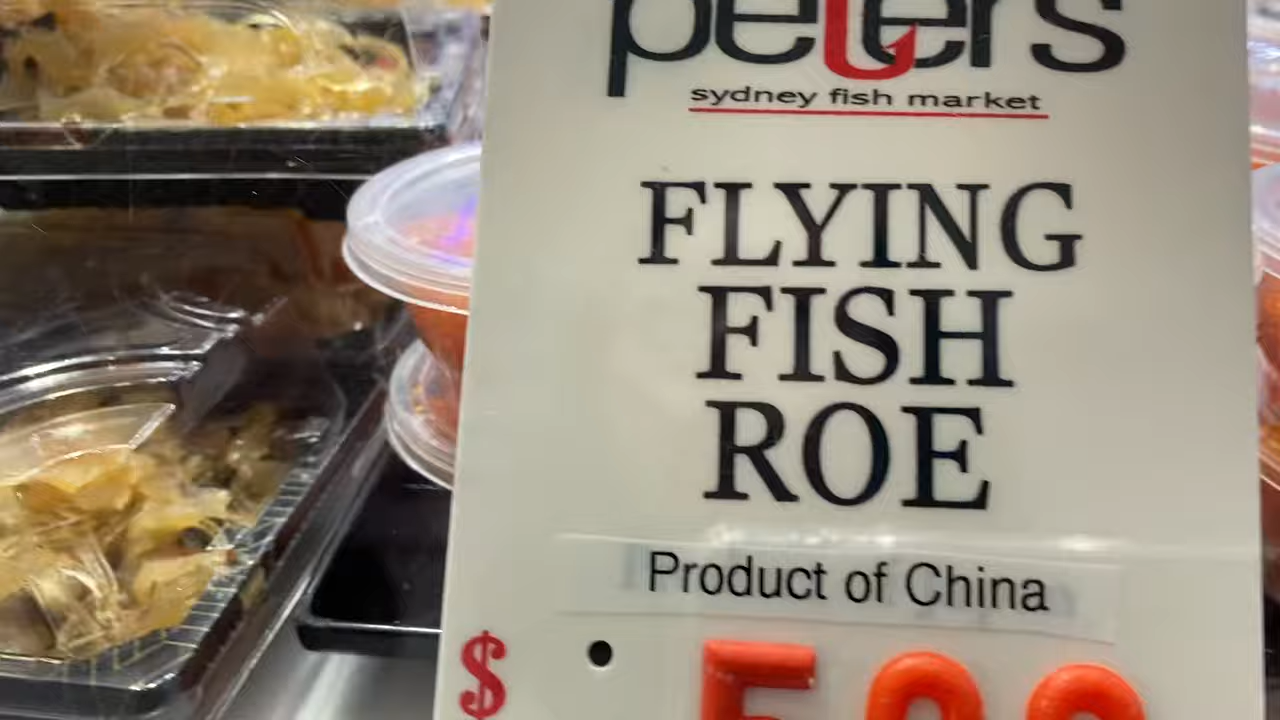 peters
sydney fish market
FLYING
FISH
ROE
Product of China
$